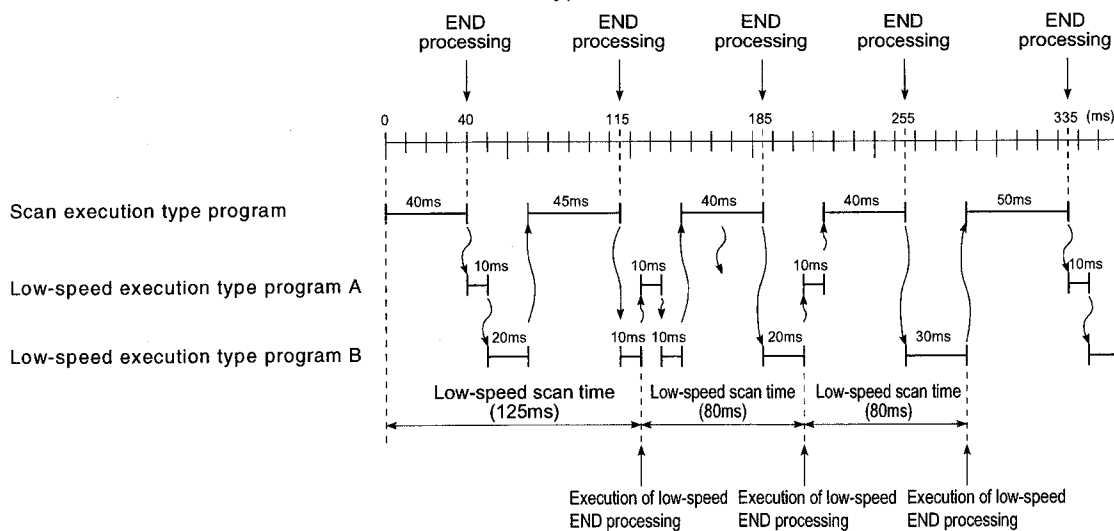 END
processing
END
processing
END
processing
END
processing
END
processing
0 40 115 185 255 335 (ms)
Scan execution type program
40ms 45ms 40ms 40ms 50ms
Low-speed execution type program A
10ms 10ms 10ms 10ms
Low-speed execution type program B
20ms 10ms 10ms 20ms 30ms
Low-speed scan time
(125ms)
Low-speed scan time
(80ms)
Low-speed scan time
(80ms)
Execution of low-speed
END processing
Execution of low-speed
END processing
Execution of low-speed
END processing